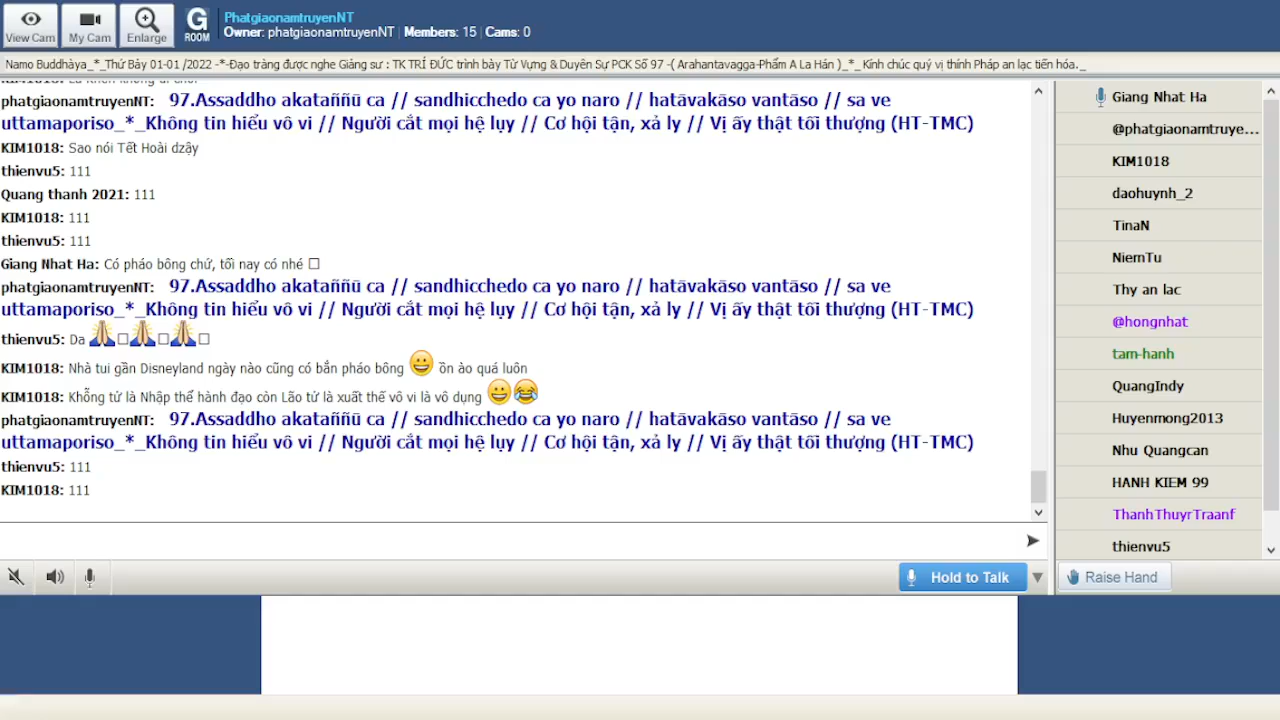 View Cam
My Cam
Enlarge
G
ROOM
PhatgiaonamtruyenNT
Owner: phatgiaonamtruyenNT | Members: 15 | Cams: 0
Namo Buddhàya_*_Thứ Bảy 01-01 /2022 -*-Đạo tràng được nghe Giảng sư : TK TRÍ ĐỨC trình bày Từ Vựng & Duyên Sự PCK Số 97 -( Arahantavagga-Phẩm A La Hán )_*_ Kính chúc quý vị thính Pháp an lạc tiến hóa._
phatgiaonamtruyenNT: 97.Assaddho akataññū ca // sandhicchedo ca yo naro // hatāvakāso vantāso // sa ve
uttamaporiso_*_Không tin hiểu vô vi // Người cắt mọi hệ lụy // Cơ hội tận, xả ly // Vị ấy thật tối thượng (HT-TMC)
KIM1018: Sao nói Tết Hoài dzậy
thienvu5: 111
Quang thanh 2021: 111
KIM1018: 111
thienvu5: 111
Giang Nhat Ha: Có pháo bông chứ, tối nay có nhé
phatgiaonamtruyenNT: 97.Assaddho akataññū ca // sandhicchedo ca yo naro // hatāvakāso vantāso // sa ve
uttamaporiso_*_Không tin hiểu vô vi // Người cắt mọi hệ lụy // Cơ hội tận, xả ly // Vị ấy thật tối thượng (HT-TMC)
thienvu5: Da 🙏🙏🙏
KIM1018: Nhà tui gần Disneyland ngày nào cũng có bắn pháo bông 😀 ồn ào quá luôn
KIM1018: Khổng tử là Nhập thể hành đạo còn Lão tử là xuất thế vô vi là vô dụng 😀😂
phatgiaonamtruyenNT: 97.Assaddho akataññū ca // sandhicchedo ca yo naro // hatāvakāso vantāso // sa ve
uttamaporiso_*_Không tin hiểu vô vi // Người cắt mọi hệ lụy // Cơ hội tận, xả ly // Vị ấy thật tối thượng (HT-TMC)
thienvu5: 111
KIM1018: 111
Hold to Talk
Giang Nhat Ha
@phatgiaonamtruye...
KIM1018
daohuynh_2
TinaN
NiemTu
Thy an lac
@hongnhat
tam-hanh
QuangIndy
Huyenmong2013
Nhu Quangcan
HANH KIEM 99
ThanhThuyrTraanf
thienvu5
Raise Hand